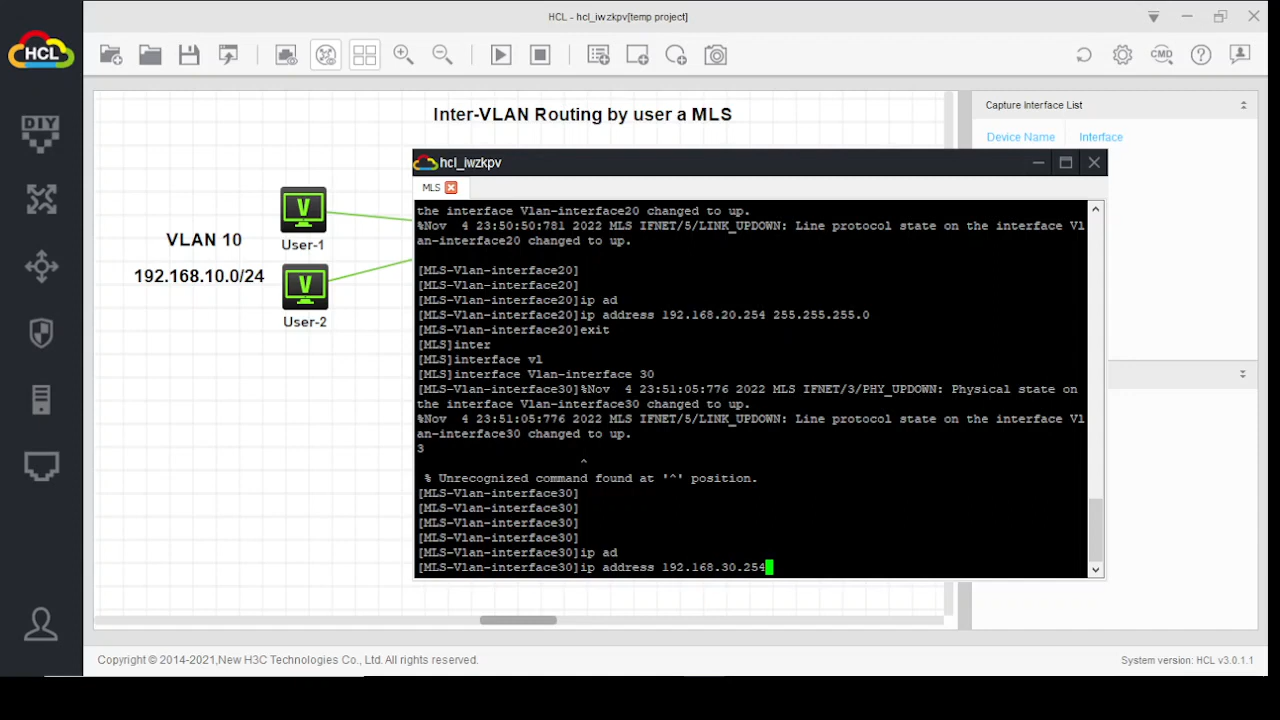 HCL - hcl_iwzkpv[temp project]
HCL
DIY
CMD
Inter-VLAN Routing by user a MLS
Capture Interface List
Device Name Interface
VLAN 10
192.168.10.0/24
V
User-1
V
User-2
hcl_iwzkpv
MLS
the interface Vlan-interface20 changed to up.
%Nov  4 23:50:50:781 2022 MLS IFNET/5/LINK_UPDOWN: Line protocol state on the interface Vl
an-interface20 changed to up.
[MLS-Vlan-interface20]
[MLS-Vlan-interface20]
[MLS-Vlan-interface20]ip ad
[MLS-Vlan-interface20]ip address 192.168.20.254 255.255.255.0
[MLS-Vlan-interface20]exit
[MLS]inter
[MLS]interface vl
[MLS]interface Vlan-interface 30
[MLS-Vlan-interface30]%Nov  4 23:51:05:776 2022 MLS IFNET/3/PHY_UPDOWN: Physical state on
the interface Vlan-interface30 changed to up.
%Nov  4 23:51:05:776 2022 MLS IFNET/5/LINK_UPDOWN: Line protocol state on the interface Vl
an-interface30 changed to up.
3
^
% Unrecognized command found at '^' position.
[MLS-Vlan-interface30]
[MLS-Vlan-interface30]
[MLS-Vlan-interface30]
[MLS-Vlan-interface30]
[MLS-Vlan-interface30]ip ad
[MLS-Vlan-interface30]ip address 192.168.30.254
Copyright © 2014-2021,New H3C Technologies Co., Ltd. All rights reserved.
System version: HCL v3.0.1.1